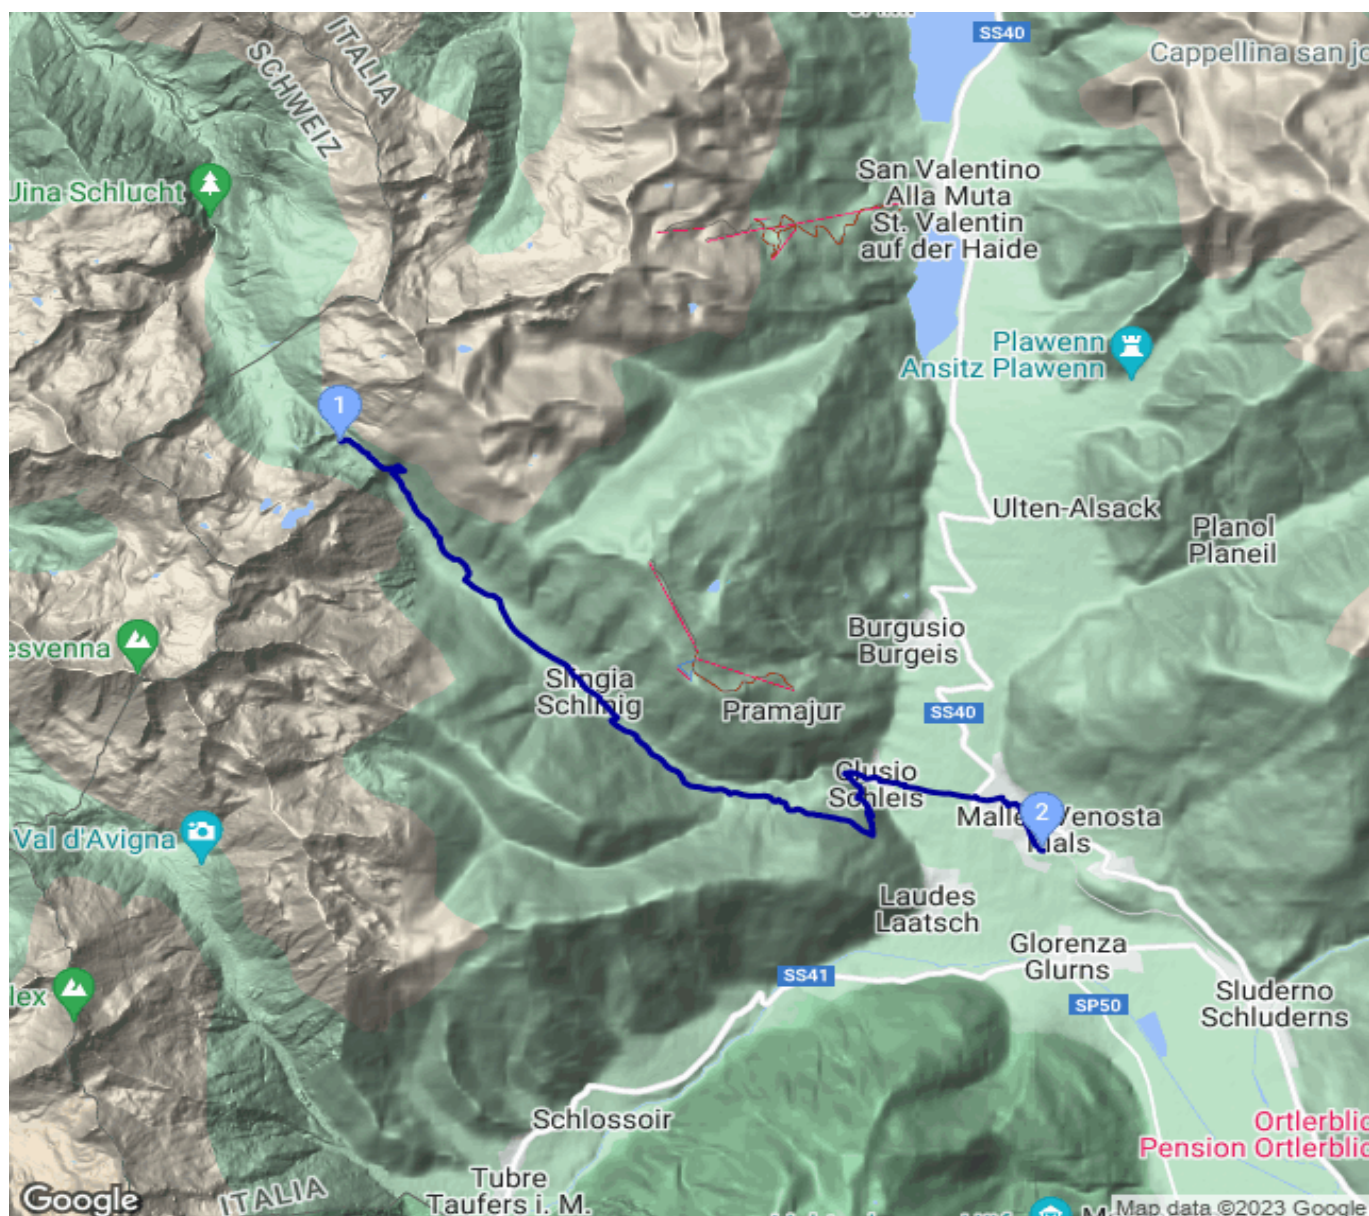 SS40
ITALIA
SCHWEIZ
Cappellina san jo
Uina Schlucht
San Valentino
Alla Muta
St. Valentin
auf der Haide
Plawenn
Ansitz Plawenn
1
Ulten-Alsack
Planol
Planeil
Burgusio
Burgeis
esvenna
Slingia
Schlinig
Pramajur
SS40
Clusio
Schleis
2
Malles Venosta
Mals
Val d'Avigna
Laudes
Laatsch
Glorenza
Glurns
SS41
SP50
Sluderno
Schluderns
lex
Schlossoir
Ortlerblic
Pension Ortlerblic
Tubre
Taufers i. M.
ITALIA
Google
Map data ©2023 Google